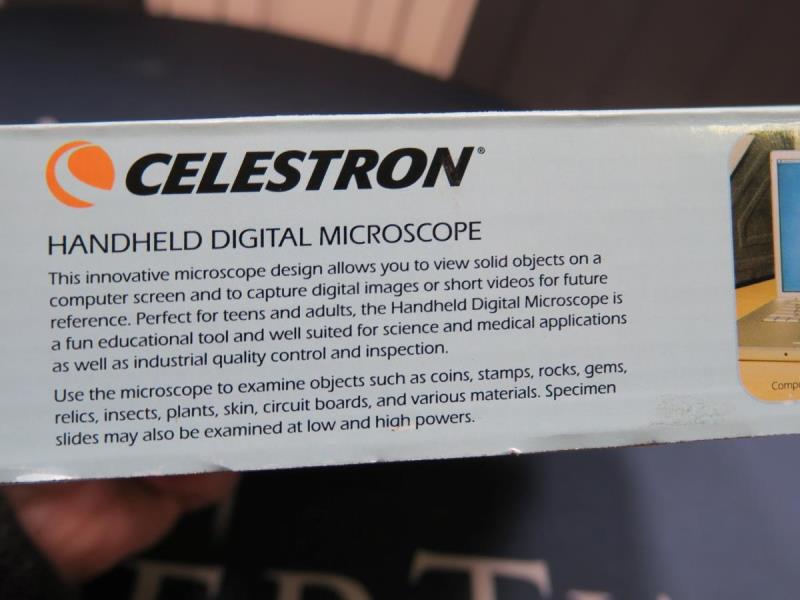 CELESTRON®
HANDHELD DIGITAL MICROSCOPE
This innovative microscope design allows you to view solid objects on a
computer screen and to capture digital images or short videos for future
reference. Perfect for teens and adults, the Handheld Digital Microscope is
a fun educational tool and well suited for science and medical applications
as well as industrial quality control and inspection.
Use the microscope to examine objects such as coins, stamps, rocks, gems,
relics, insects, plants, skin, circuit boards, and various materials. Specimen
slides may also be examined at low and high powers.